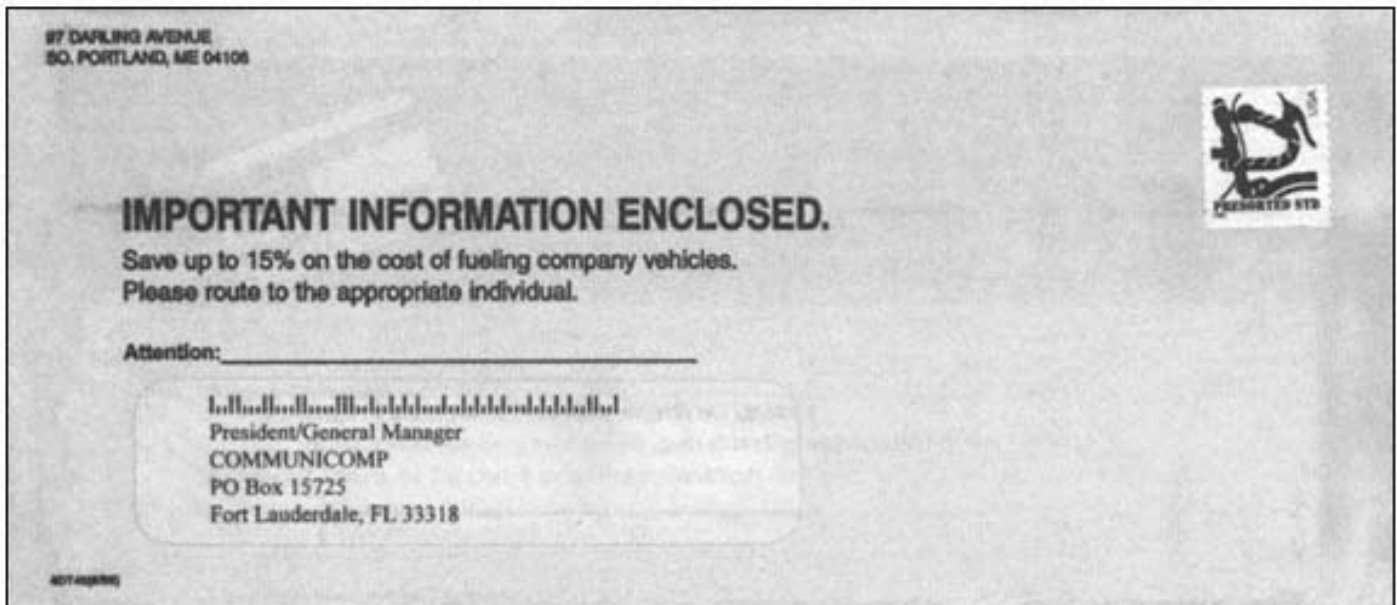 97 DARLING AVENUE
SO. PORTLAND, ME 04106
USA
PRESORTED STD
IMPORTANT INFORMATION ENCLOSED.
Save up to 15% on the cost of fueling company vehicles.
Please route to the appropriate individual.
Attention:
President/General Manager
COMMUNICOMP
PO Box 15725
Fort Lauderdale, FL 33318